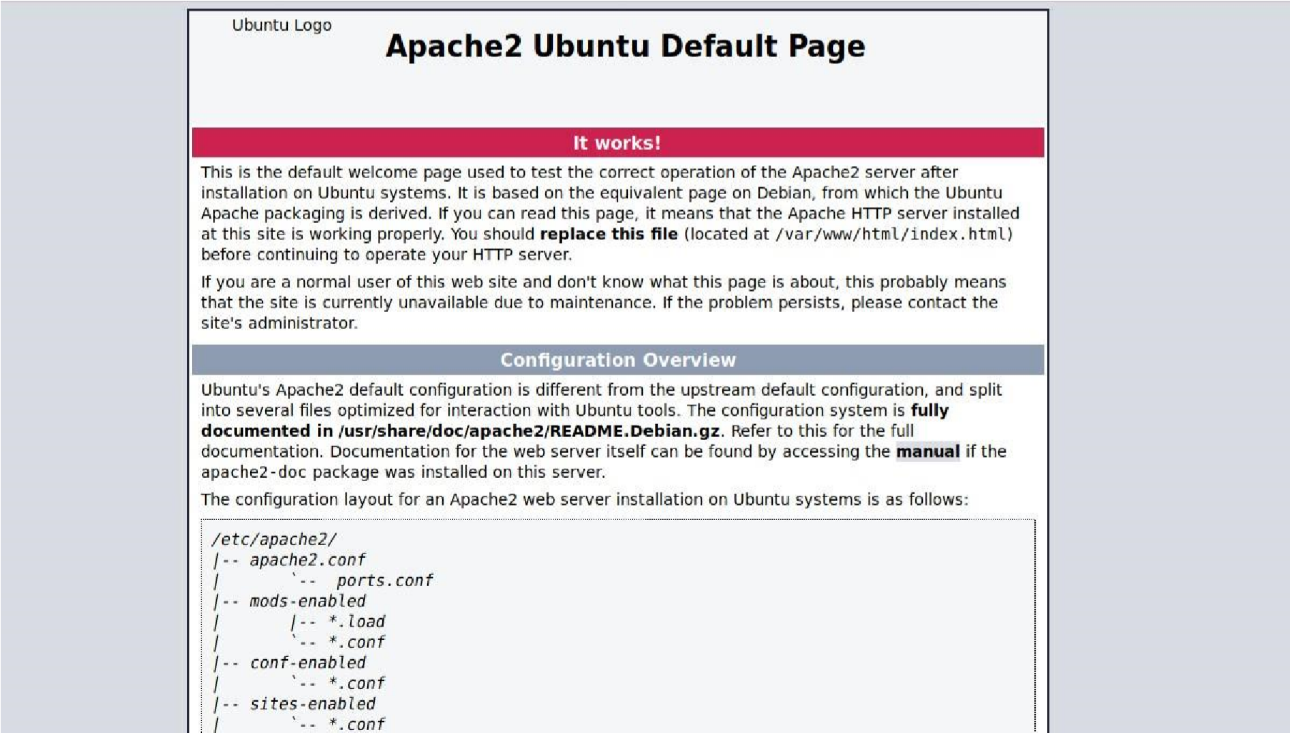 Ubuntu Logo
Apache2 Ubuntu Default Page
It works!
This is the default welcome page used to test the correct operation of the Apache2 server after
installation on Ubuntu systems. It is based on the equivalent page on Debian, from which the Ubuntu
Apache packaging is derived. If you can read this page, it means that the Apache HTTP server installed
at this site is working properly. You should replace this file (located at /var/www/html/index.html)
before continuing to operate your HTTP server.
If you are a normal user of this web site and don't know what this page is about, this probably means
that the site is currently unavailable due to maintenance. If the problem persists, please contact the
site's administrator.
Configuration Overview
Ubuntu's Apache2 default configuration is different from the upstream default configuration, and split
into several files optimized for interaction with Ubuntu tools. The configuration system is fully
documented in /usr/share/doc/apache2/README.Debian.gz. Refer to this for the full
documentation. Documentation for the web server itself can be found by accessing the manual if the
apache2-doc package was installed on this server.
The configuration layout for an Apache2 web server installation on Ubuntu systems is as follows:
/etc/apache2/
|-- apache2.conf
|       `--  ports.conf
|-- mods-enabled
|       |-- *.load
|       `-- *.conf
|-- conf-enabled
|       `-- *.conf
|-- sites-enabled
|       `-- *.conf